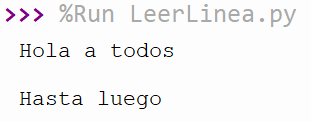 >>> %Run LeerLinea.py
Hola a todos
Hasta luego